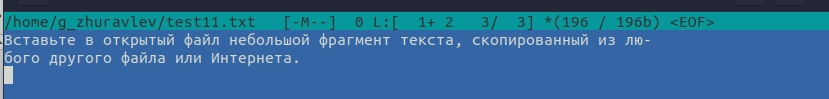 /home/g_zhuravlev/test11.txt   [-M--]  0 L:[  1+ 2   3/  3] *(196 / 196b) <EOF>
Вставьте в открытый файл небольшой фрагмент текста, скопированный из лю-
бого другого файла или Интернета.